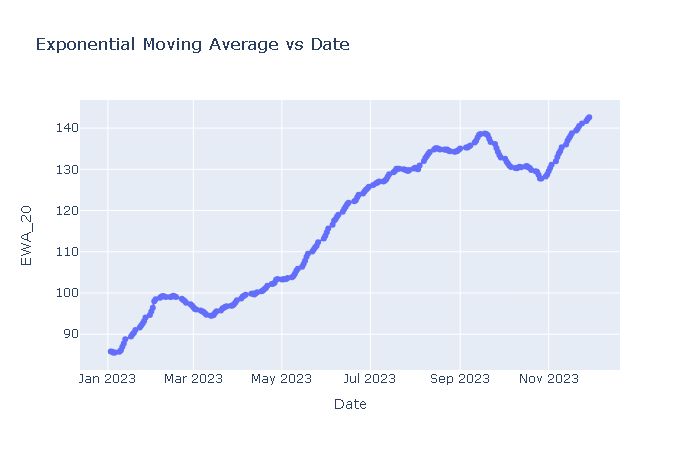 Exponential Moving Average vs Date
EWA_20
140
130
120
110
100
90
Jan 2023 Mar 2023 May 2023 Jul 2023 Sep 2023 Nov 2023
Date